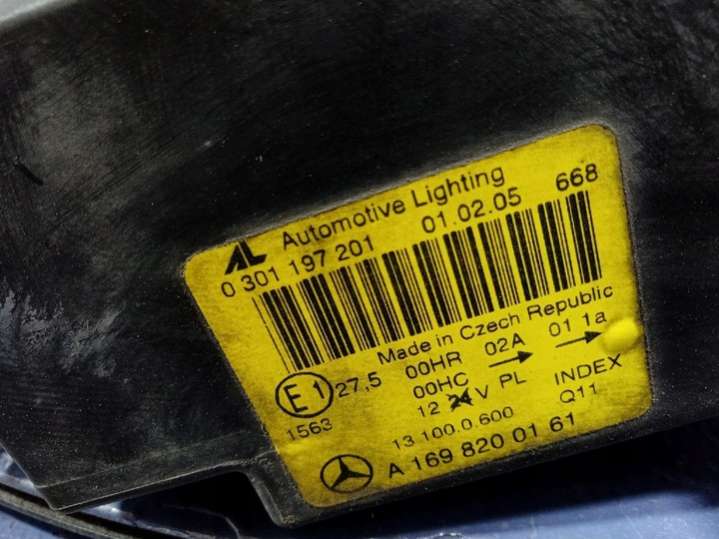 AL Automotive Lighting
0 301 197 201 01.02.05 668
Made in Czech Republic
E1 27,5 00HR 02A 01 1a
00HC → →
1563 12 24 V PL INDEX
13.100.0.600 Q11
A 169 820 01 61